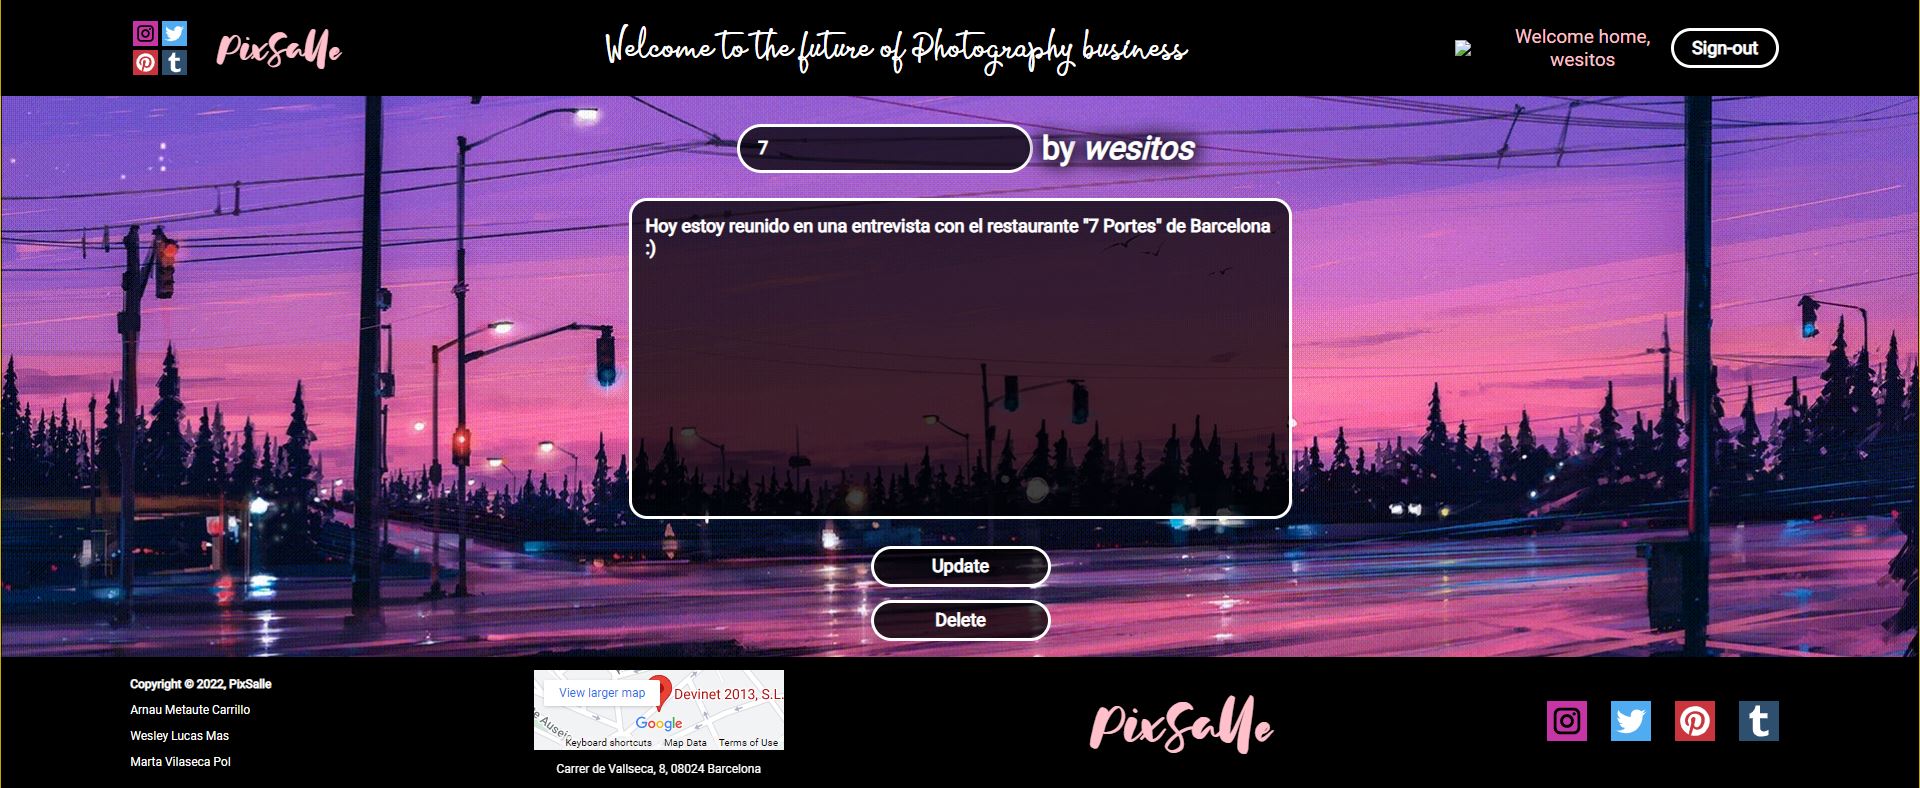 PixSalle
Welcome to the future of Photography business
Welcome home,
wesitos
Sign-out
7
by wesitos
Hoy estoy reunido en una entrevista con el restaurante "7 Portes" de Barcelona
:)
Update
Delete
Copyright © 2022, PixSalle
Arnau Metaute Carrillo
Wesley Lucas Mas
Marta Vilaseca Pol
View larger map
Devinet 2013, S.L.
Google
Keyboard shortcuts
Map Data
Terms of Use
Carrer de Vallseca, 8, 08024 Barcelona
PixSalle